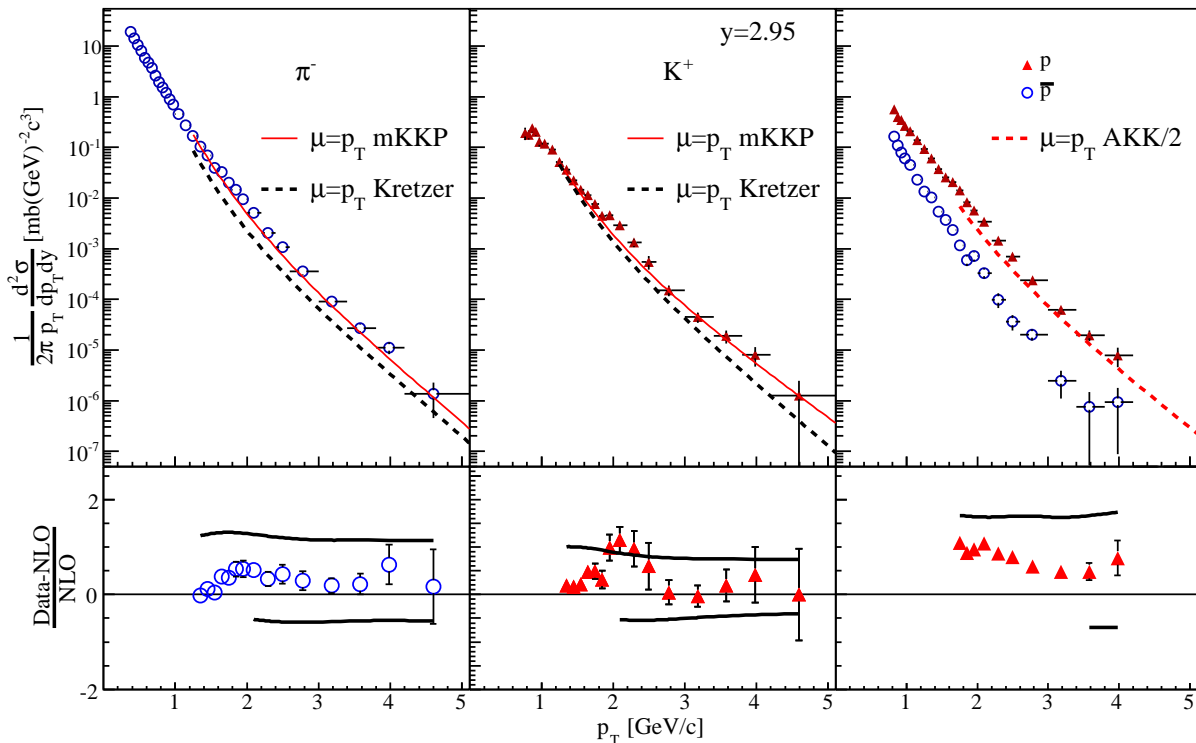 y=2.95
π⁻
K⁺
p
p̅
μ=p_T mKKP
μ=p_T Kretzer
μ=p_T mKKP
μ=p_T Kretzer
μ=p_T AKK/2
1/(2π p_T) d²σ/(dp_T dy) [mb(GeV)⁻²c³]
10
1
10⁻¹
10⁻²
10⁻³
10⁻⁴
10⁻⁵
10⁻⁶
10⁻⁷
Data-NLO
NLO
2
0
-2
1 2 3 4 5
1 2 3 4 5
1 2 3 4 5
p_T [GeV/c]